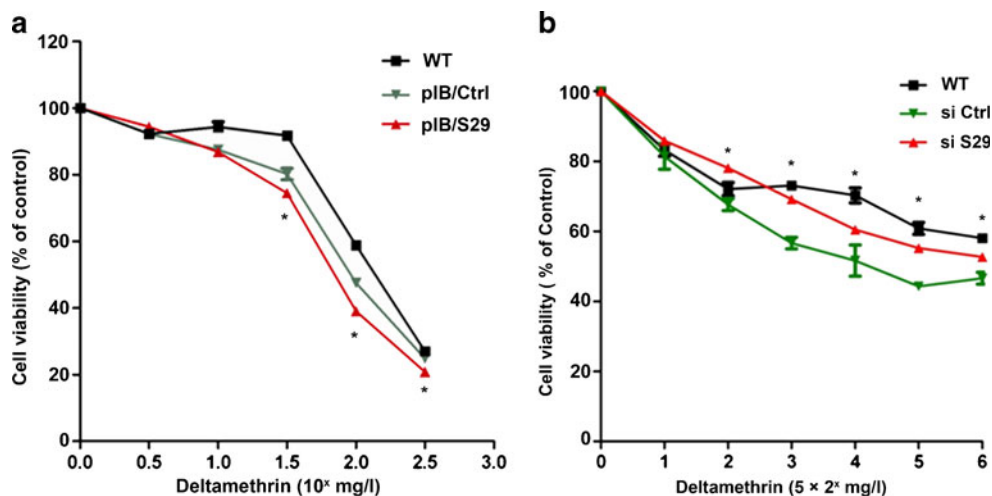 a
WT
pIB/Ctrl
pIB/S29
Cell viability (% of control)
120
100
80
60
40
20
0
*
*
*
0.0 0.5 1.0 1.5 2.0 2.5 3.0
Deltamethrin (10ˣ mg/l)
b
WT
si Ctrl
si S29
Cell viability ( % of Control)
100
80
60
40
20
0
* * * * *
0 1 2 3 4 5 6
Deltamethrin (5 × 2ˣ mg/l)